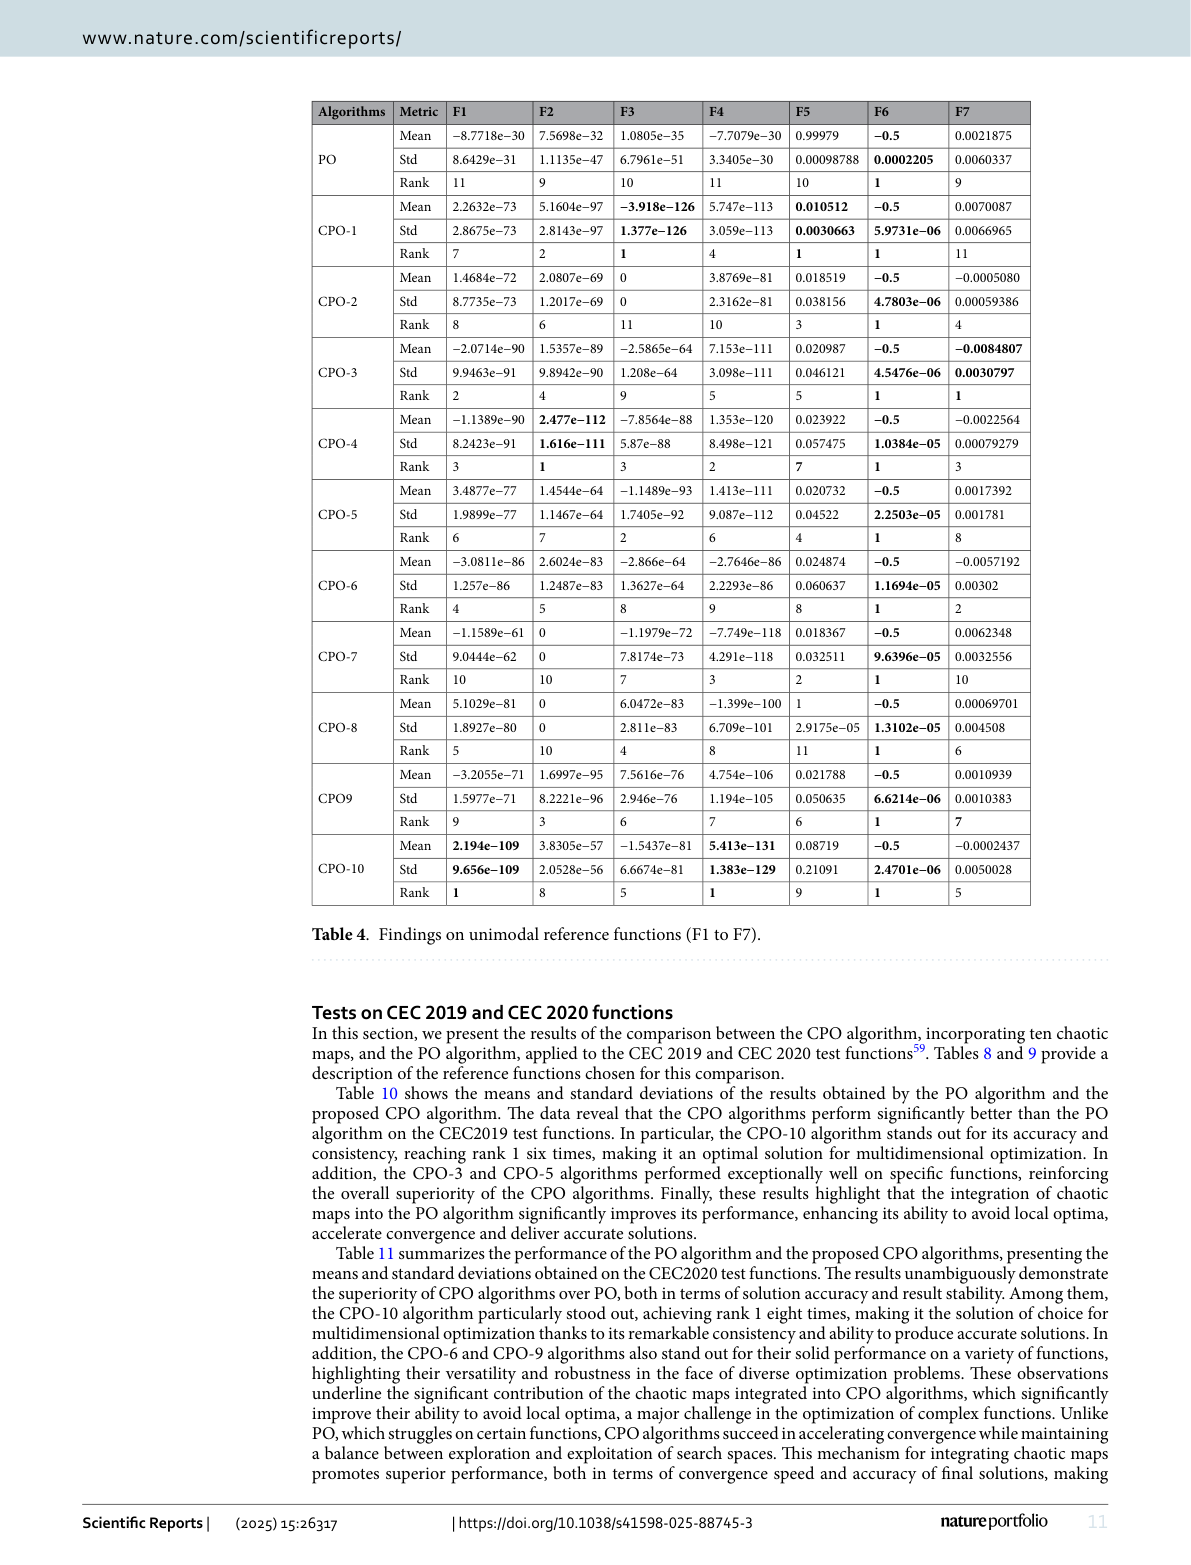 www.nature.com/scientificreports/
Algorithms Metric F1 F2 F3 F4 F5 F6 F7
PO
Mean −8.7718e−30 7.5698e−32 1.0805e−35 −7.7079e−30 0.99979 −0.5 0.0021875
Std 8.6429e−31 1.1135e−47 6.7961e−51 3.3405e−30 0.00098788 0.0002205 0.0060337
Rank 11 9 10 11 10 1 9
CPO-1
Mean 2.2632e−73 5.1604e−97 −3.918e−126 5.747e−113 0.010512 −0.5 0.0070087
Std 2.8675e−73 2.8143e−97 1.377e−126 3.059e−113 0.0030663 5.9731e−06 0.0066965
Rank 7 2 1 4 1 1 11
CPO-2
Mean 1.4684e−72 2.0807e−69 0 3.8769e−81 0.018519 −0.5 −0.0005080
Std 8.7735e−73 1.2017e−69 0 2.3162e−81 0.038156 4.7803e−06 0.00059386
Rank 8 6 11 10 3 1 4
CPO-3
Mean −2.0714e−90 1.5357e−89 −2.5865e−64 7.153e−111 0.020987 −0.5 −0.0084807
Std 9.9463e−91 9.8942e−90 1.208e−64 3.098e−111 0.046121 4.5476e−06 0.0030797
Rank 2 4 9 5 5 1 1
CPO-4
Mean −1.1389e−90 2.477e−112 −7.8564e−88 1.353e−120 0.023922 −0.5 −0.0022564
Std 8.2423e−91 1.616e−111 5.87e−88 8.498e−121 0.057475 1.0384e−05 0.00079279
Rank 3 1 3 2 7 1 3
CPO-5
Mean 3.4877e−77 1.4544e−64 −1.1489e−93 1.413e−111 0.020732 −0.5 0.0017392
Std 1.9899e−77 1.1467e−64 1.7405e−92 9.087e−112 0.04522 2.2503e−05 0.001781
Rank 6 7 2 6 4 1 8
CPO-6
Mean −3.0811e−86 2.6024e−83 −2.866e−64 −2.7646e−86 0.024874 −0.5 −0.0057192
Std 1.257e−86 1.2487e−83 1.3627e−64 2.2293e−86 0.060637 1.1694e−05 0.00302
Rank 4 5 8 9 8 1 2
CPO-7
Mean −1.1589e−61 0 −1.1979e−72 −7.749e−118 0.018367 −0.5 0.0062348
Std 9.0444e−62 0 7.8174e−73 4.291e−118 0.032511 9.6396e−05 0.0032556
Rank 10 10 7 3 2 1 10
CPO-8
Mean 5.1029e−81 0 6.0472e−83 −1.399e−100 1 −0.5 0.00069701
Std 1.8927e−80 0 2.811e−83 6.709e−101 2.9175e−05 1.3102e−05 0.004508
Rank 5 10 4 8 11 1 6
CPO9
Mean −3.2055e−71 1.6997e−95 7.5616e−76 4.754e−106 0.021788 −0.5 0.0010939
Std 1.5977e−71 8.2221e−96 2.946e−76 1.194e−105 0.050635 6.6214e−06 0.0010383
Rank 9 3 6 7 6 1 7
CPO-10
Mean 2.194e−109 3.8305e−57 −1.5437e−81 5.413e−131 0.08719 −0.5 −0.0002437
Std 9.656e−109 2.0528e−56 6.6674e−81 1.383e−129 0.21091 2.4701e−06 0.0050028
Rank 1 8 5 1 9 1 5
Table 4. Findings on unimodal reference functions (F1 to F7).
Tests on CEC 2019 and CEC 2020 functions
In this section, we present the results of the comparison between the CPO algorithm, incorporating ten chaotic
maps, and the PO algorithm, applied to the CEC 2019 and CEC 2020 test functions59. Tables 8 and 9 provide a
description of the reference functions chosen for this comparison.
Table 10 shows the means and standard deviations of the results obtained by the PO algorithm and the
proposed CPO algorithm. The data reveal that the CPO algorithms perform significantly better than the PO
algorithm on the CEC2019 test functions. In particular, the CPO-10 algorithm stands out for its accuracy and
consistency, reaching rank 1 six times, making it an optimal solution for multidimensional optimization. In
addition, the CPO-3 and CPO-5 algorithms performed exceptionally well on specific functions, reinforcing
the overall superiority of the CPO algorithms. Finally, these results highlight that the integration of chaotic
maps into the PO algorithm significantly improves its performance, enhancing its ability to avoid local optima,
accelerate convergence and deliver accurate solutions.
Table 11 summarizes the performance of the PO algorithm and the proposed CPO algorithms, presenting the
means and standard deviations obtained on the CEC2020 test functions. The results unambiguously demonstrate
the superiority of CPO algorithms over PO, both in terms of solution accuracy and result stability. Among them,
the CPO-10 algorithm particularly stood out, achieving rank 1 eight times, making it the solution of choice for
multidimensional optimization thanks to its remarkable consistency and ability to produce accurate solutions. In
addition, the CPO-6 and CPO-9 algorithms also stand out for their solid performance on a variety of functions,
highlighting their versatility and robustness in the face of diverse optimization problems. These observations
underline the significant contribution of the chaotic maps integrated into CPO algorithms, which significantly
improve their ability to avoid local optima, a major challenge in the optimization of complex functions. Unlike
PO, which struggles on certain functions, CPO algorithms succeed in accelerating convergence while maintaining
a balance between exploration and exploitation of search spaces. This mechanism for integrating chaotic maps
promotes superior performance, both in terms of convergence speed and accuracy of final solutions, making
Scientific Reports | (2025) 15:26317 | https://doi.org/10.1038/s41598-025-88745-3 natureportfolio 11